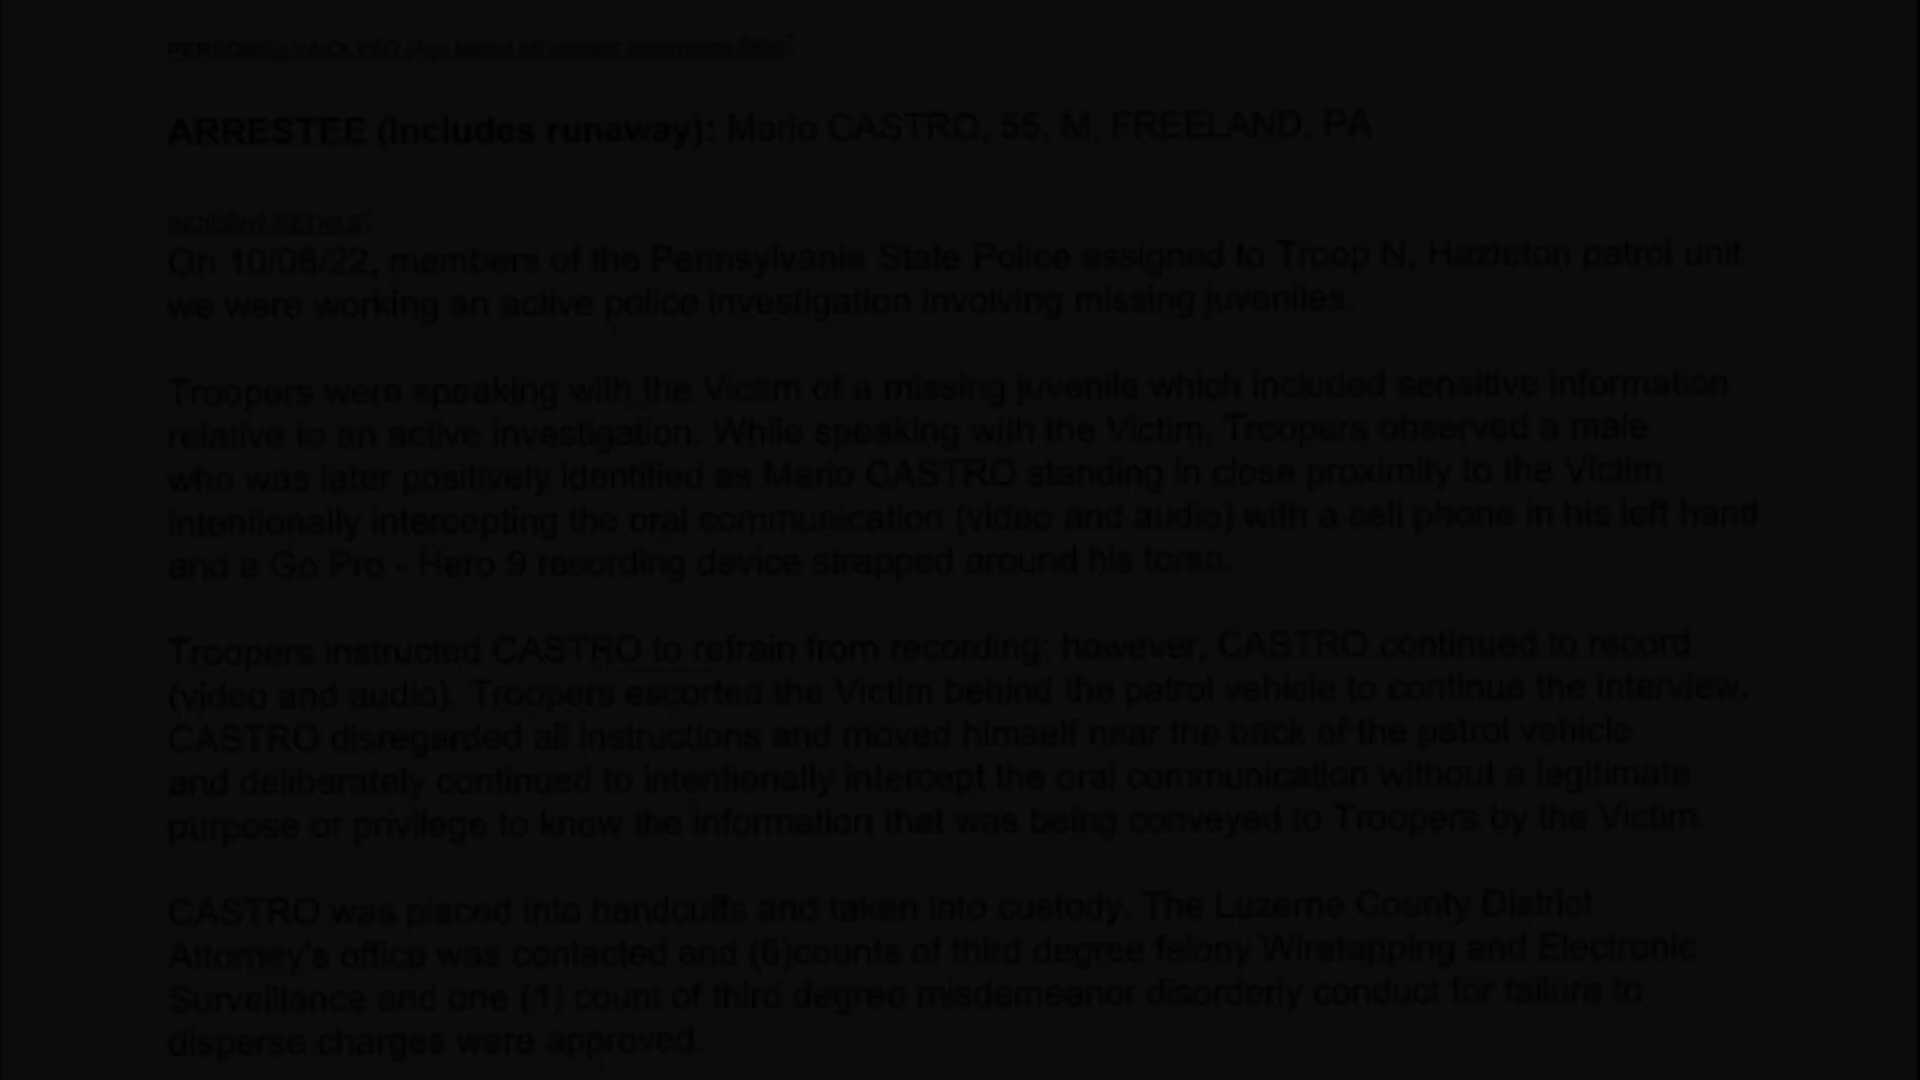 ARRESTEE (includes runaway): Mario CASTRO, 55, M, FREELAND, PA
INCIDENT DETAILS:
On 10/08/22, members of the Pennsylvania State Police assigned to Troop N, Hazleton patrol unit
we were working an active police investigation involving missing juveniles.
Troopers were speaking with the Victim of a missing juvenile which included sensitive information
relative to an active investigation. While speaking with the Victim, Troopers observed a male
who was later positively identified as Mario CASTRO standing in close proximity to the Victim
intentionally intercepting the oral communication (video and audio) with a cell phone in his left hand
and a Go Pro - Hero 9 recording device strapped around his torso.
Troopers instructed CASTRO to refrain from recording; however, CASTRO continued to record
(video and audio). Troopers escorted the Victim behind the patrol vehicle to continue the interview.
CASTRO disregarded all instructions and moved himself near the back of the patrol vehicle
and deliberately continued to intentionally intercept the oral communication without a legitimate
purpose or privilege to know the information that was being conveyed to Troopers by the Victim.
CASTRO was placed into handcuffs and taken into custody. The Luzerne County District
Attorney's office was contacted and (6)counts of third degree felony Wiretapping and Electronic
Surveillance and one (1) count of third degree misdemeanor disorderly conduct for failure to
disperse charges were approved.